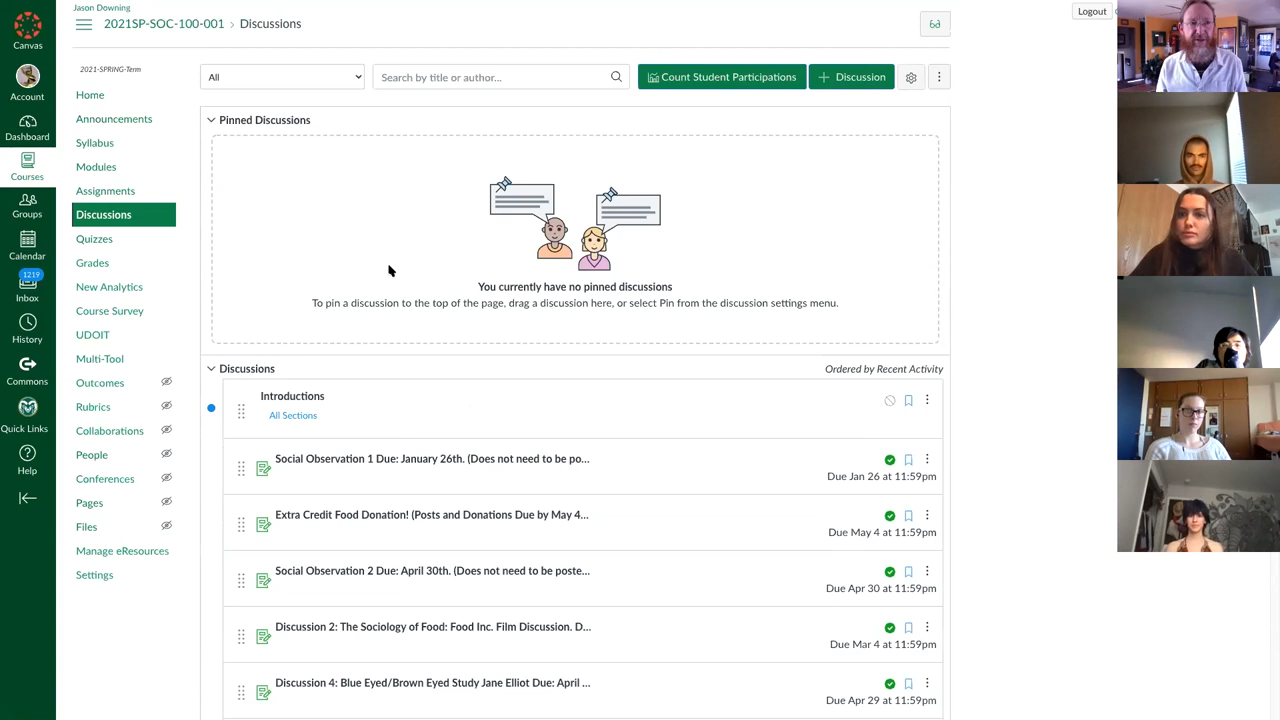 Jason Downing
2021SP-SOC-100-001 › Discussions
Logout
Canvas
Account
Dashboard
Courses
Groups
Calendar
1219
Inbox
History
Commons
Quick Links
Help
2021-SPRING-Term
Home
Announcements
Syllabus
Modules
Assignments
Discussions
Quizzes
Grades
New Analytics
Course Survey
UDOIT
Multi-Tool
Outcomes
Rubrics
Collaborations
People
Conferences
Pages
Files
Manage eResources
Settings
All
Search by title or author...
Count Student Participations
+ Discussion
Pinned Discussions
You currently have no pinned discussions
To pin a discussion to the top of the page, drag a discussion here, or select Pin from the discussion settings menu.
Discussions
Ordered by Recent Activity
Introductions
All Sections
Social Observation 1 Due: January 26th. (Does not need to be po...
Due Jan 26 at 11:59pm
Extra Credit Food Donation! (Posts and Donations Due by May 4...
Due May 4 at 11:59pm
Social Observation 2 Due: April 30th. (Does not need to be poste...
Due Apr 30 at 11:59pm
Discussion 2: The Sociology of Food: Food Inc. Film Discussion. D...
Due Mar 4 at 11:59pm
Discussion 4: Blue Eyed/Brown Eyed Study Jane Elliot Due: April ...
Due Apr 29 at 11:59pm